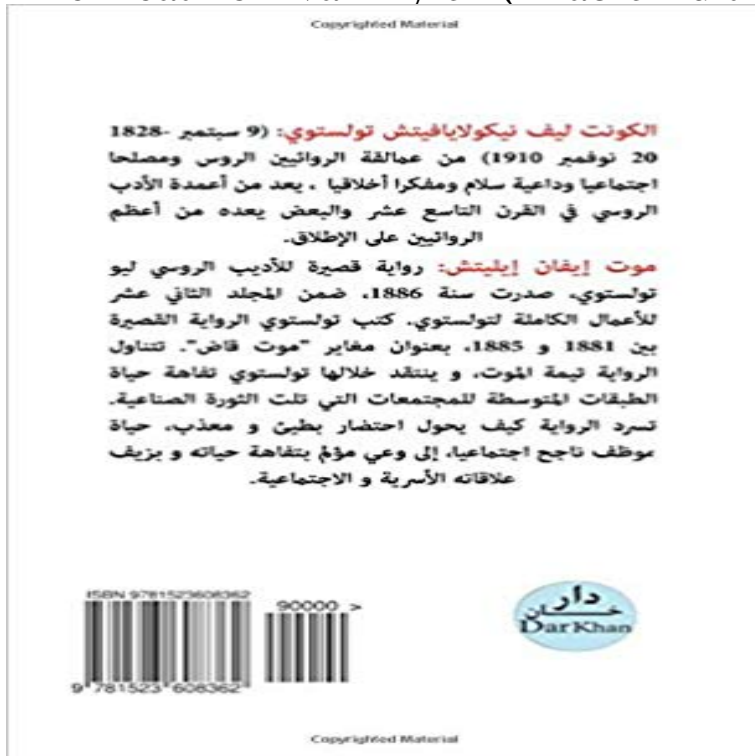 Copyrighted Material
الكونت ليف نيكولايافيتش تولستوي: (9 سبتمبر -1828
20 نوفمبر 1910) من عمالقة الروائيين الروس ومصلحا
اجتماعيا وداعية سلام ومفكرا أخلاقيا . يعد من أعمدة الأدب
الروسي في القرن التاسع عشر والبعض يعده من أعظم
الروائيين على الإطلاق.
موت إيفان إيليتش: رواية قصيرة للأديب الروسي ليو
تولستوي، صدرت سنة 1886، ضمن المجلد الثاني عشر
للأعمال الكاملة لتولستوي. كتب تولستوي الرواية القصيرة
بين 1881 و 1885، بعنوان مغاير "موت قاض". تتناول
الرواية تيمة الموت، و ينتقد خلالها تولستوي تفاهة حياة
الطبقات المتوسطة للمجتمعات التي تلت الثورة الصناعية.
تسرد الرواية كيف يحول احتضار بطيئ و معذب، حياة
موظف ناجح اجتماعيا، إلى وعي مؤلم بتفاهة حياته و بزيف
علاقاته الأسرية و الاجتماعية.
ISBN 9781523608362
90000 >
9 781523 608362
دار
خان
Dar Khan
Copyrighted Material